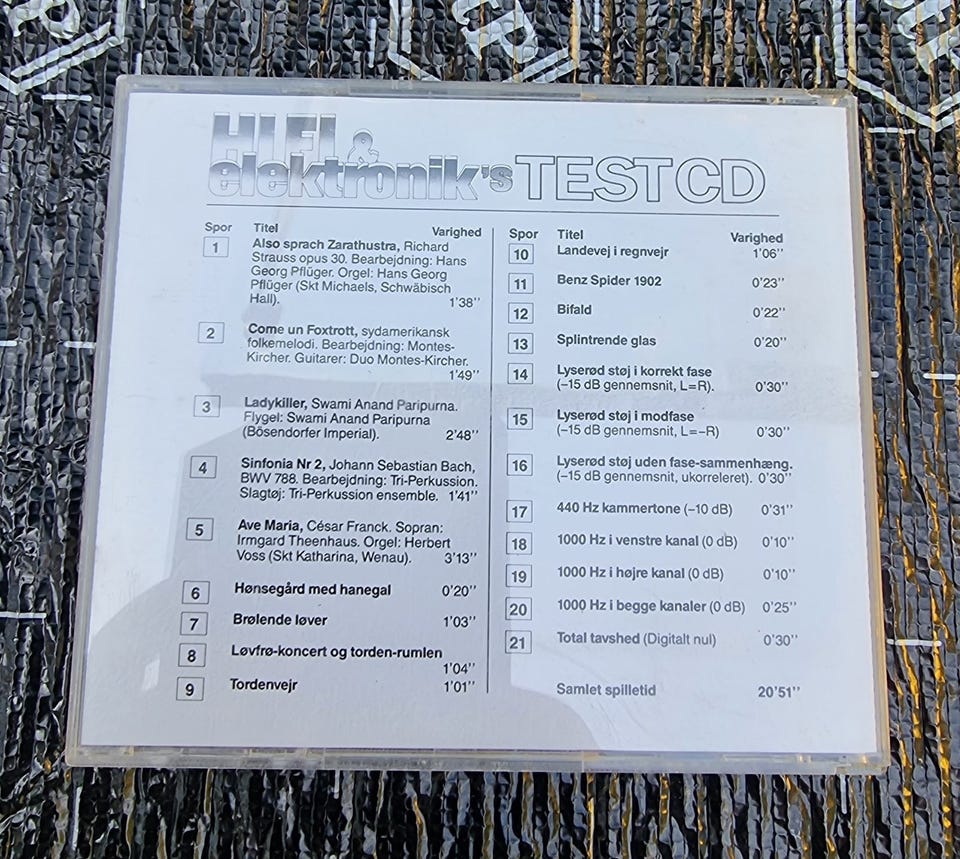 HI FI &
elektronik's TEST CD
Spor Titel Varighed
1 Also sprach Zarathustra, Richard
Strauss opus 30. Bearbejdning: Hans
Georg Pflüger. Orgel: Hans Georg
Pflüger (Skt Michaels, Schwäbisch
Hall). 1'38''
2 Come un Foxtrott, sydamerikansk
folkemelodi. Bearbejdning: Montes-
Kircher. Guitarer: Duo Montes-Kircher.
1'49''
3 Ladykiller, Swami Anand Paripurna.
Flygel: Swami Anand Paripurna
(Bösendorfer Imperial). 2'48''
4 Sinfonia Nr 2, Johann Sebastian Bach,
BWV 788. Bearbejdning: Tri-Perkussion.
Slagtøj: Tri-Perkussion ensemble. 1'41''
5 Ave Maria, César Franck. Sopran:
Irmgard Theenhaus. Orgel: Herbert
Voss (Skt Katharina, Wenau). 3'13''
6 Hønsegård med hanegal 0'20''
7 Brølende løver 1'03''
8 Løvfrø-koncert og torden-rumlen
1'04''
9 Tordenvejr 1'01''
Spor Titel Varighed
10 Landevej i regnvejr 1'06''
11 Benz Spider 1902 0'23''
12 Bifald 0'22''
13 Splintrende glas 0'20''
14 Lyserød støj i korrekt fase
(–15 dB gennemsnit, L=R). 0'30''
15 Lyserød støj i modfase
(–15 dB gennemsnit, L=–R) 0'30''
16 Lyserød støj uden fase-sammenhæng.
(–15 dB gennemsnit, ukorreleret). 0'30''
17 440 Hz kammertone (–10 dB) 0'31''
18 1000 Hz i venstre kanal (0 dB) 0'10''
19 1000 Hz i højre kanal (0 dB) 0'10''
20 1000 Hz i begge kanaler (0 dB) 0'25''
21 Total tavshed (Digitalt nul) 0'30''
Samlet spilletid 20'51''